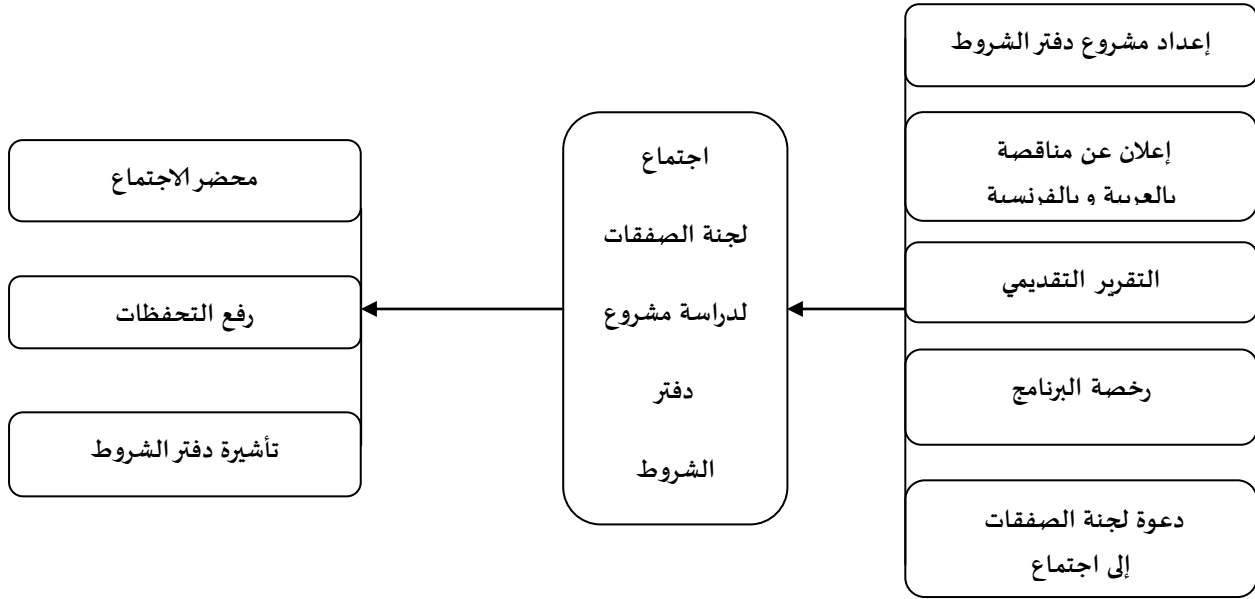 إعداد مشروع دفتر الشروط
إعلان عن مناقصة
بالعربية و بالفرنسية
التقرير التقديمي
رخصة البرنامج
دعوة لجنة الصفقات
إلى اجتماع
اجتماع
لجنة الصفقات
لدراسة مشروع
دفتر
الشروط
محضر الاجتماع
رفع التحفظات
تأشيرة دفتر الشروط